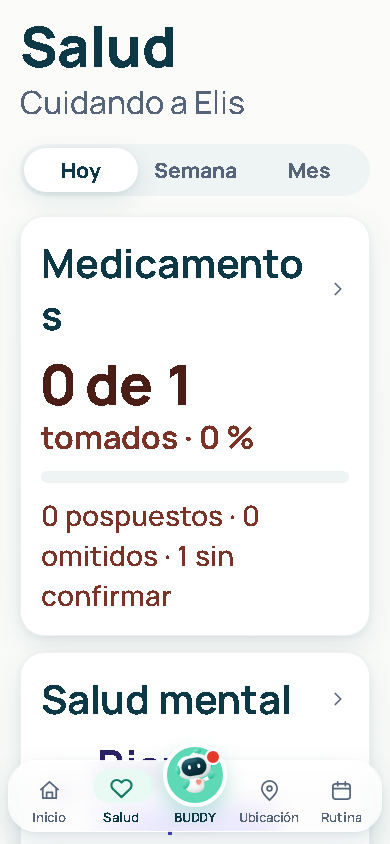 Salud
Cuidando a Elis
Hoy Semana Mes
Medicamento
s
0 de 1
tomados · 0 %
0 pospuestos · 0
omitidos · 1 sin
confirmar
Salud mental
Inicio Salud BUDDY Ubicación Rutina